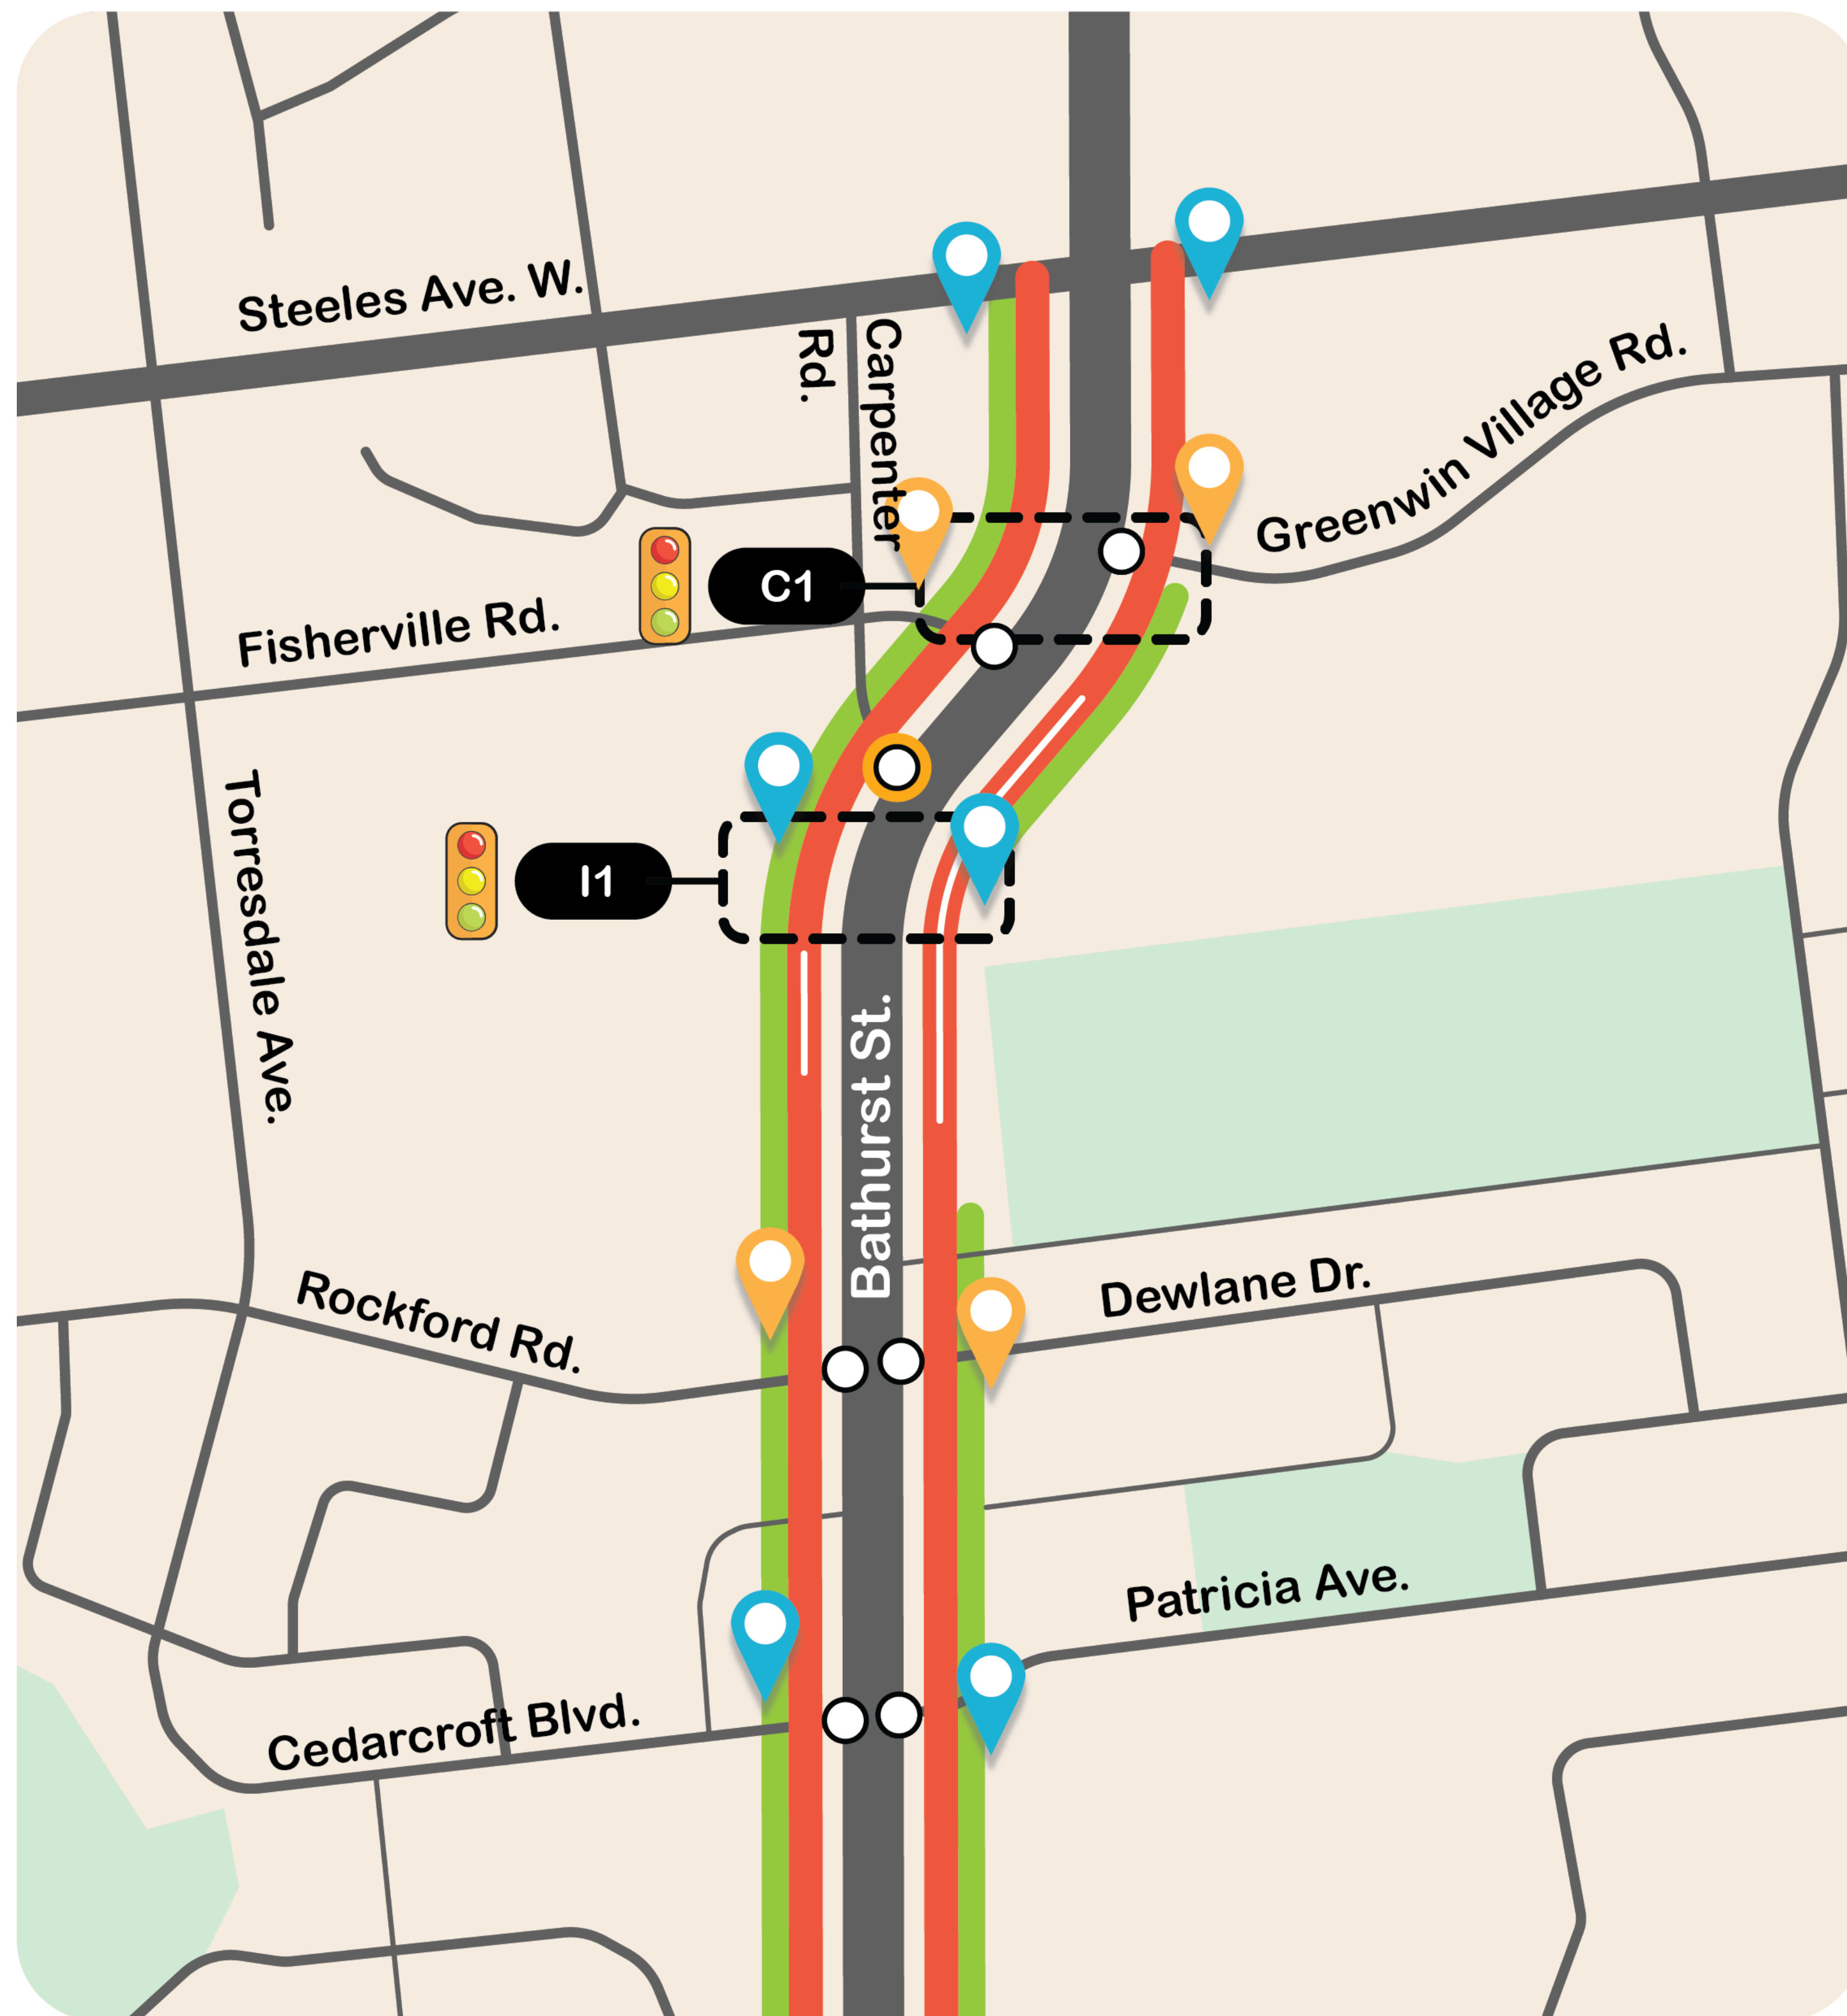 Steeles Ave. W.
Carpenter
Rd.
Greenwin Village Rd.
C1
Fisherville Rd.
Torresdale Ave.
I1
Bathurst St.
Rockford Rd.
Dewlane Dr.
Patricia Ave.
Cedarcroft Blvd.